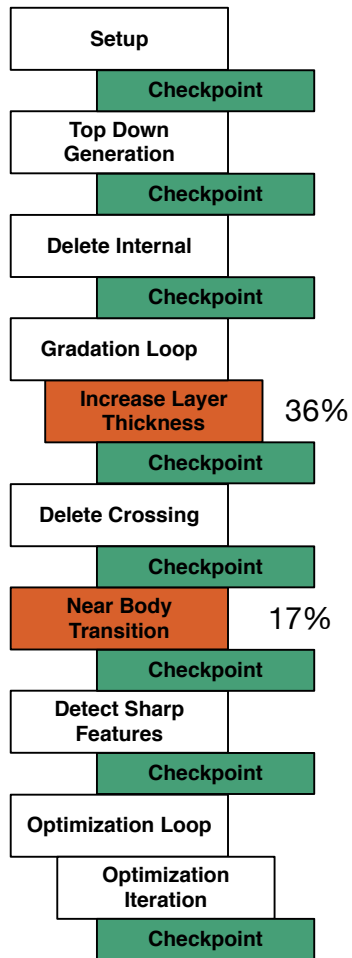 Setup
Checkpoint
Top Down
Generation
Checkpoint
Delete Internal
Checkpoint
Gradation Loop
Increase Layer
Thickness
36%
Checkpoint
Delete Crossing
Checkpoint
Near Body
Transition
17%
Checkpoint
Detect Sharp
Features
Checkpoint
Optimization Loop
Optimization
Iteration
Checkpoint